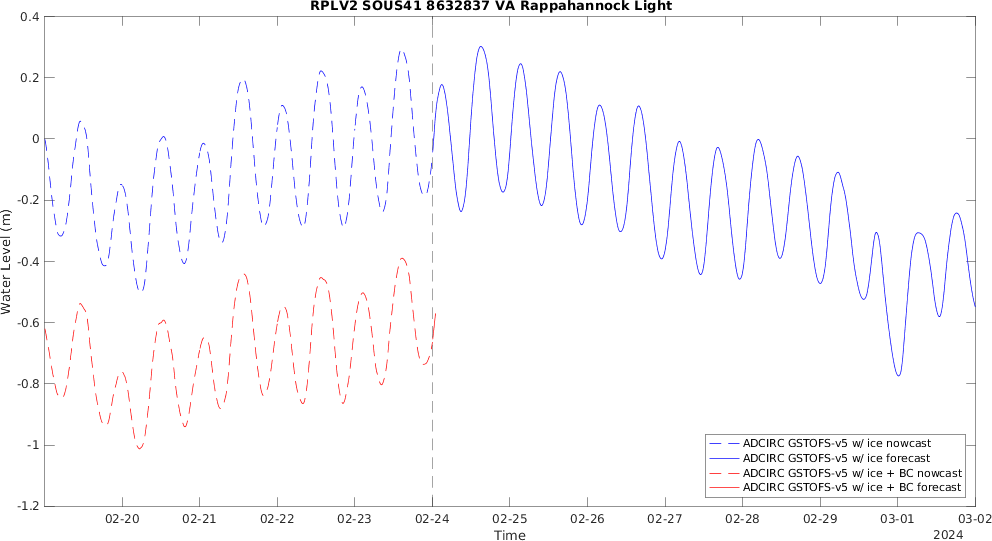 RPLV2 SOUS41 8632837 VA Rappahannock Light
0.4
0.2
0
-0.2
-0.4
-0.6
-0.8
-1
-1.2
Water Level (m)
ADCIRC GSTOFS-v5 w/ ice nowcast
ADCIRC GSTOFS-v5 w/ ice forecast
ADCIRC GSTOFS-v5 w/ ice + BC nowcast
ADCIRC GSTOFS-v5 w/ ice + BC forecast
02-20 02-21 02-22 02-23 02-24 02-25 02-26 02-27 02-28 02-29 03-01 03-02
Time
2024